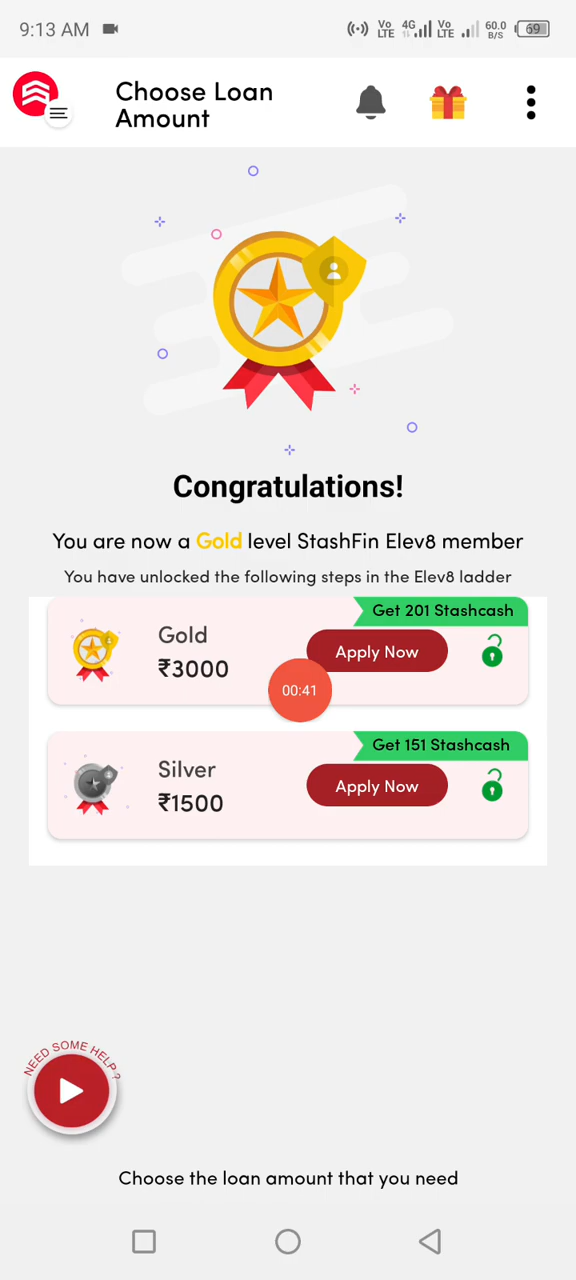 9:13 AM
Vo LTE 4G Vo LTE 60.0 B/S 69
Choose Loan
Amount
Congratulations!
You are now a Gold level StashFin Elev8 member
You have unlocked the following steps in the Elev8 ladder
Get 201 Stashcash
Gold
₹3000
Apply Now
00:41
Get 151 Stashcash
Silver
₹1500
Apply Now
NEED SOME HELP?
Choose the loan amount that you need